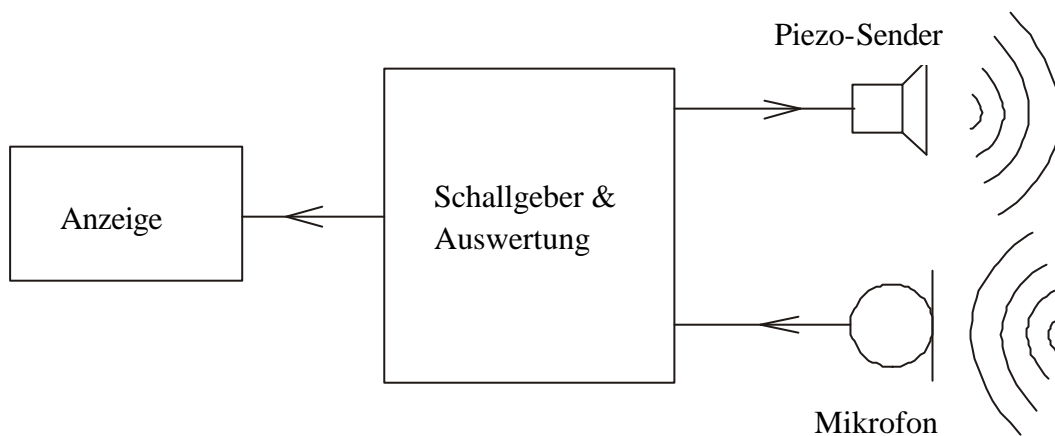 Piezo-Sender
Anzeige
Schallgeber &
Auswertung
Mikrofon